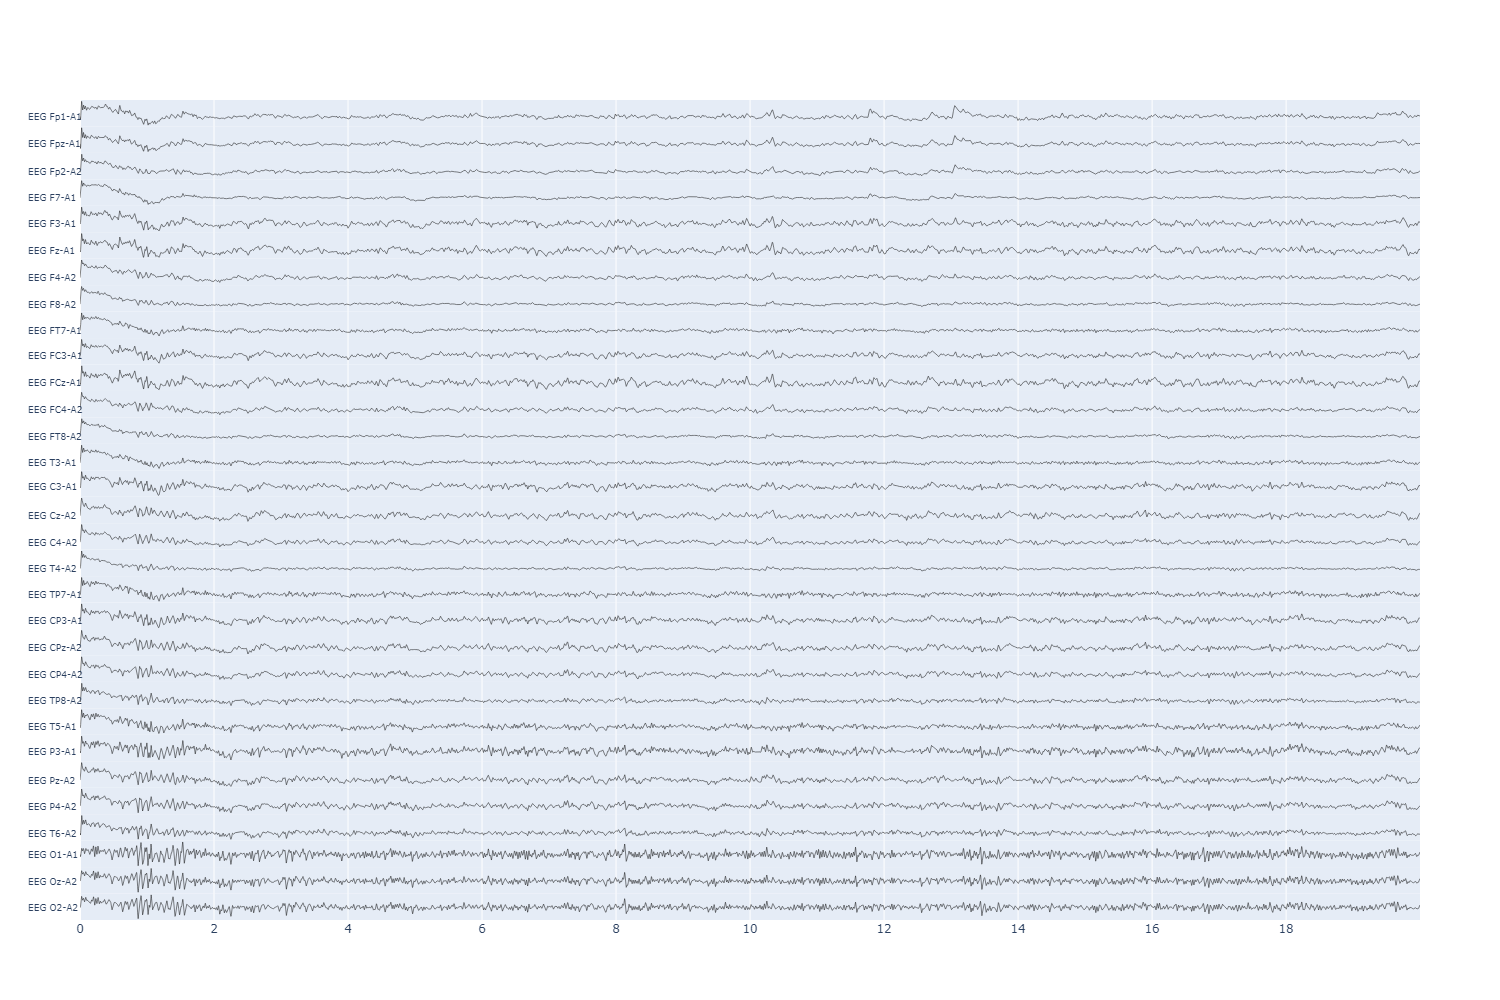 EEG Fp1-A1
EEG Fpz-A1
EEG Fp2-A2
EEG F7-A1
EEG F3-A1
EEG Fz-A1
EEG F4-A2
EEG F8-A2
EEG FT7-A1
EEG FC3-A1
EEG FCz-A1
EEG FC4-A2
EEG FT8-A2
EEG T3-A1
EEG C3-A1
EEG Cz-A2
EEG C4-A2
EEG T4-A2
EEG TP7-A1
EEG CP3-A1
EEG CPz-A2
EEG CP4-A2
EEG TP8-A2
EEG T5-A1
EEG P3-A1
EEG Pz-A2
EEG P4-A2
EEG T6-A2
EEG O1-A1
EEG Oz-A2
EEG O2-A2
0 2 4 6 8 10 12 14 16 18